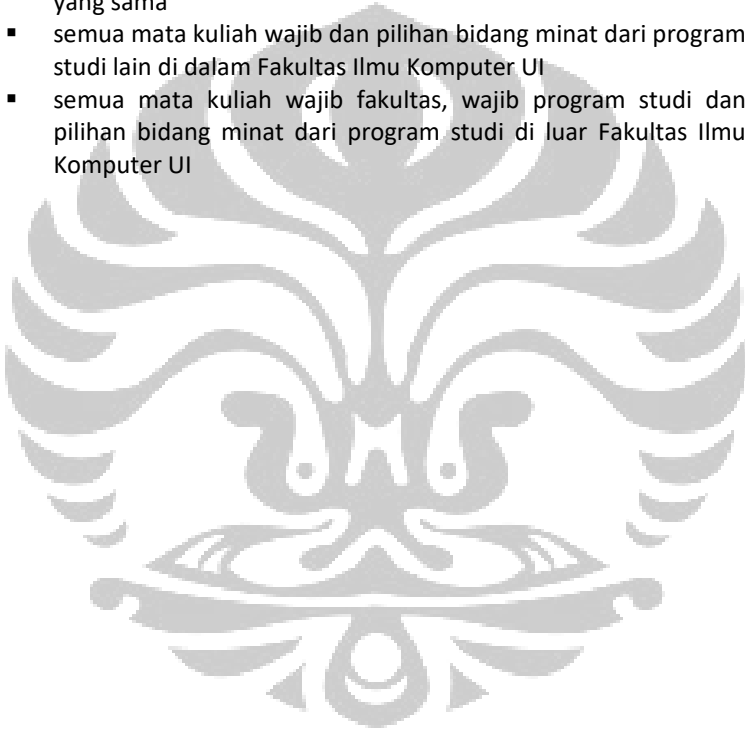 yang sama
▪ semua mata kuliah wajib dan pilihan bidang minat dari program
studi lain di dalam Fakultas Ilmu Komputer UI
▪ semua mata kuliah wajib fakultas, wajib program studi dan
pilihan bidang minat dari program studi di luar Fakultas Ilmu
Komputer UI